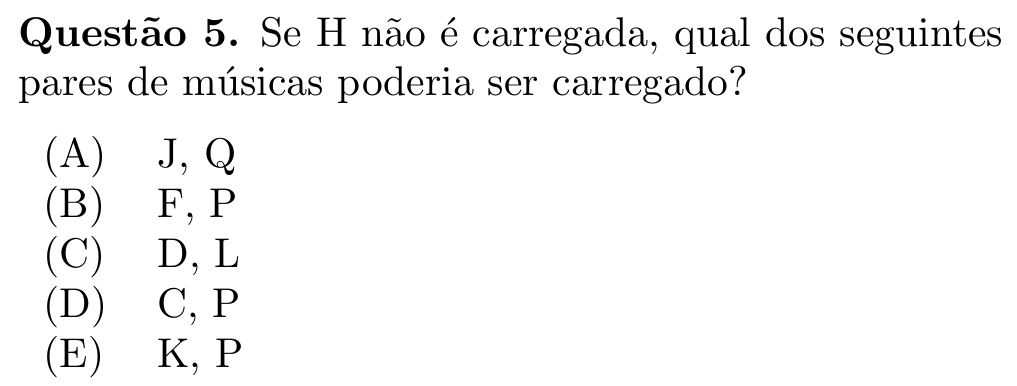 Questão 5. Se H não é carregada, qual dos seguintes
pares de músicas poderia ser carregado?
(A) J, Q
(B) F, P
(C) D, L
(D) C, P
(E) K, P